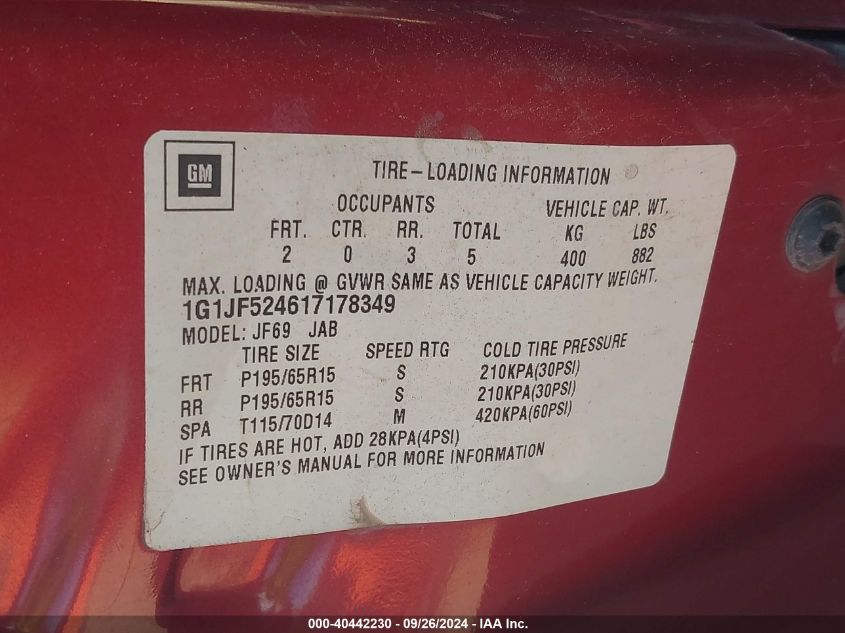 GM
TIRE-LOADING INFORMATION
OCCUPANTS VEHICLE CAP. WT.
FRT. CTR. RR. TOTAL KG LBS
2 0 3 5 400 882
MAX. LOADING @ GVWR SAME AS VEHICLE CAPACITY WEIGHT.
1G1JF524617178349
MODEL: JF69 JAB
TIRE SIZE SPEED RTG COLD TIRE PRESSURE
FRT P195/65R15 S 210KPA(30PSI)
RR P195/65R15 S 210KPA(30PSI)
SPA T115/70D14 M 420KPA(60PSI)
IF TIRES ARE HOT, ADD 28KPA(4PSI)
SEE OWNER'S MANUAL FOR MORE INFORMATION
000-40442230 - 09/26/2024 - IAA Inc.